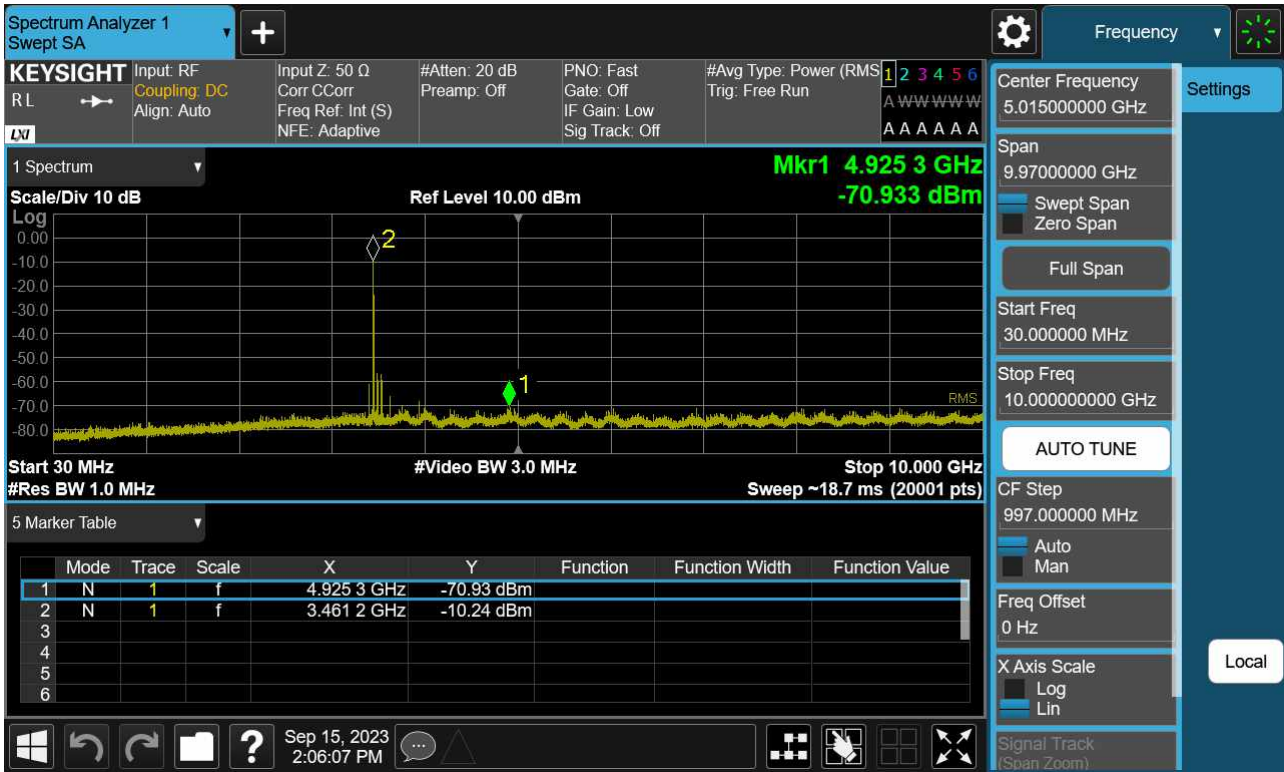 Spectrum Analyzer 1
Swept SA
+
Frequency
KEYSIGHT
R L
LXI
Input: RF
Coupling: DC
Align: Auto
Input Z: 50 Ω
Corr CCorr
Freq Ref: Int (S)
NFE: Adaptive
#Atten: 20 dB
Preamp: Off
PNO: Fast
Gate: Off
IF Gain: Low
Sig Track: Off
#Avg Type: Power (RMS
Trig: Free Run
1 2 3 4 5 6
A W W W W W
A A A A A A
1 Spectrum
Mkr1 4.925 3 GHz
-70.933 dBm
Scale/Div 10 dB
Ref Level 10.00 dBm
Log
0.00
-10.0
-20.0
-30.0
-40.0
-50.0
-60.0
-70.0
-80.0
2
1
RMS
Start 30 MHz
#Video BW 3.0 MHz
Stop 10.000 GHz
#Res BW 1.0 MHz
Sweep ~18.7 ms (20001 pts)
5 Marker Table
Mode Trace Scale X Y Function Function Width Function Value
1 N 1 f 4.925 3 GHz -70.93 dBm
2 N 1 f 3.461 2 GHz -10.24 dBm
3
4
5
6
?
Sep 15, 2023
2:06:07 PM
Center Frequency
5.015000000 GHz
Span
9.97000000 GHz
Swept Span
Zero Span
Full Span
Start Freq
30.000000 MHz
Stop Freq
10.000000000 GHz
AUTO TUNE
CF Step
997.000000 MHz
Auto
Man
Freq Offset
0 Hz
X Axis Scale
Log
Lin
Signal Track
(Span Zoom)
Settings
Local